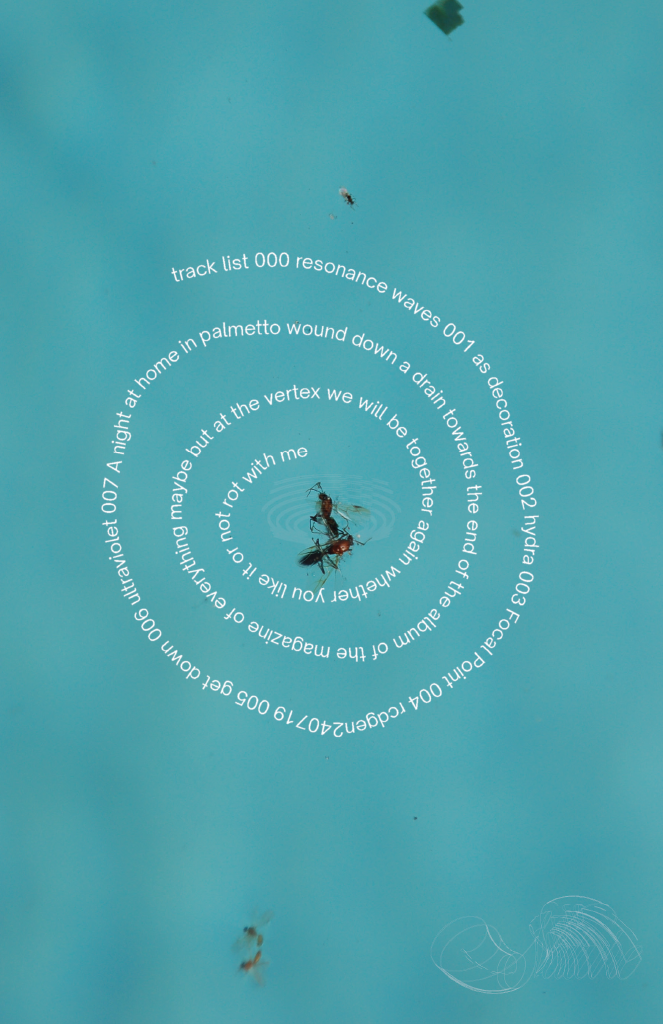 track list 000 resonance waves 001 as decoration 002 hydra 003 Focal Point 004 rcdgen240719 005 get down 006 ultraviolet 007 A night at home in palmetto wound down a drain towards the end of the album of the magazine of everything maybe but at the vertex we will be together again whether you like it or not rot with me